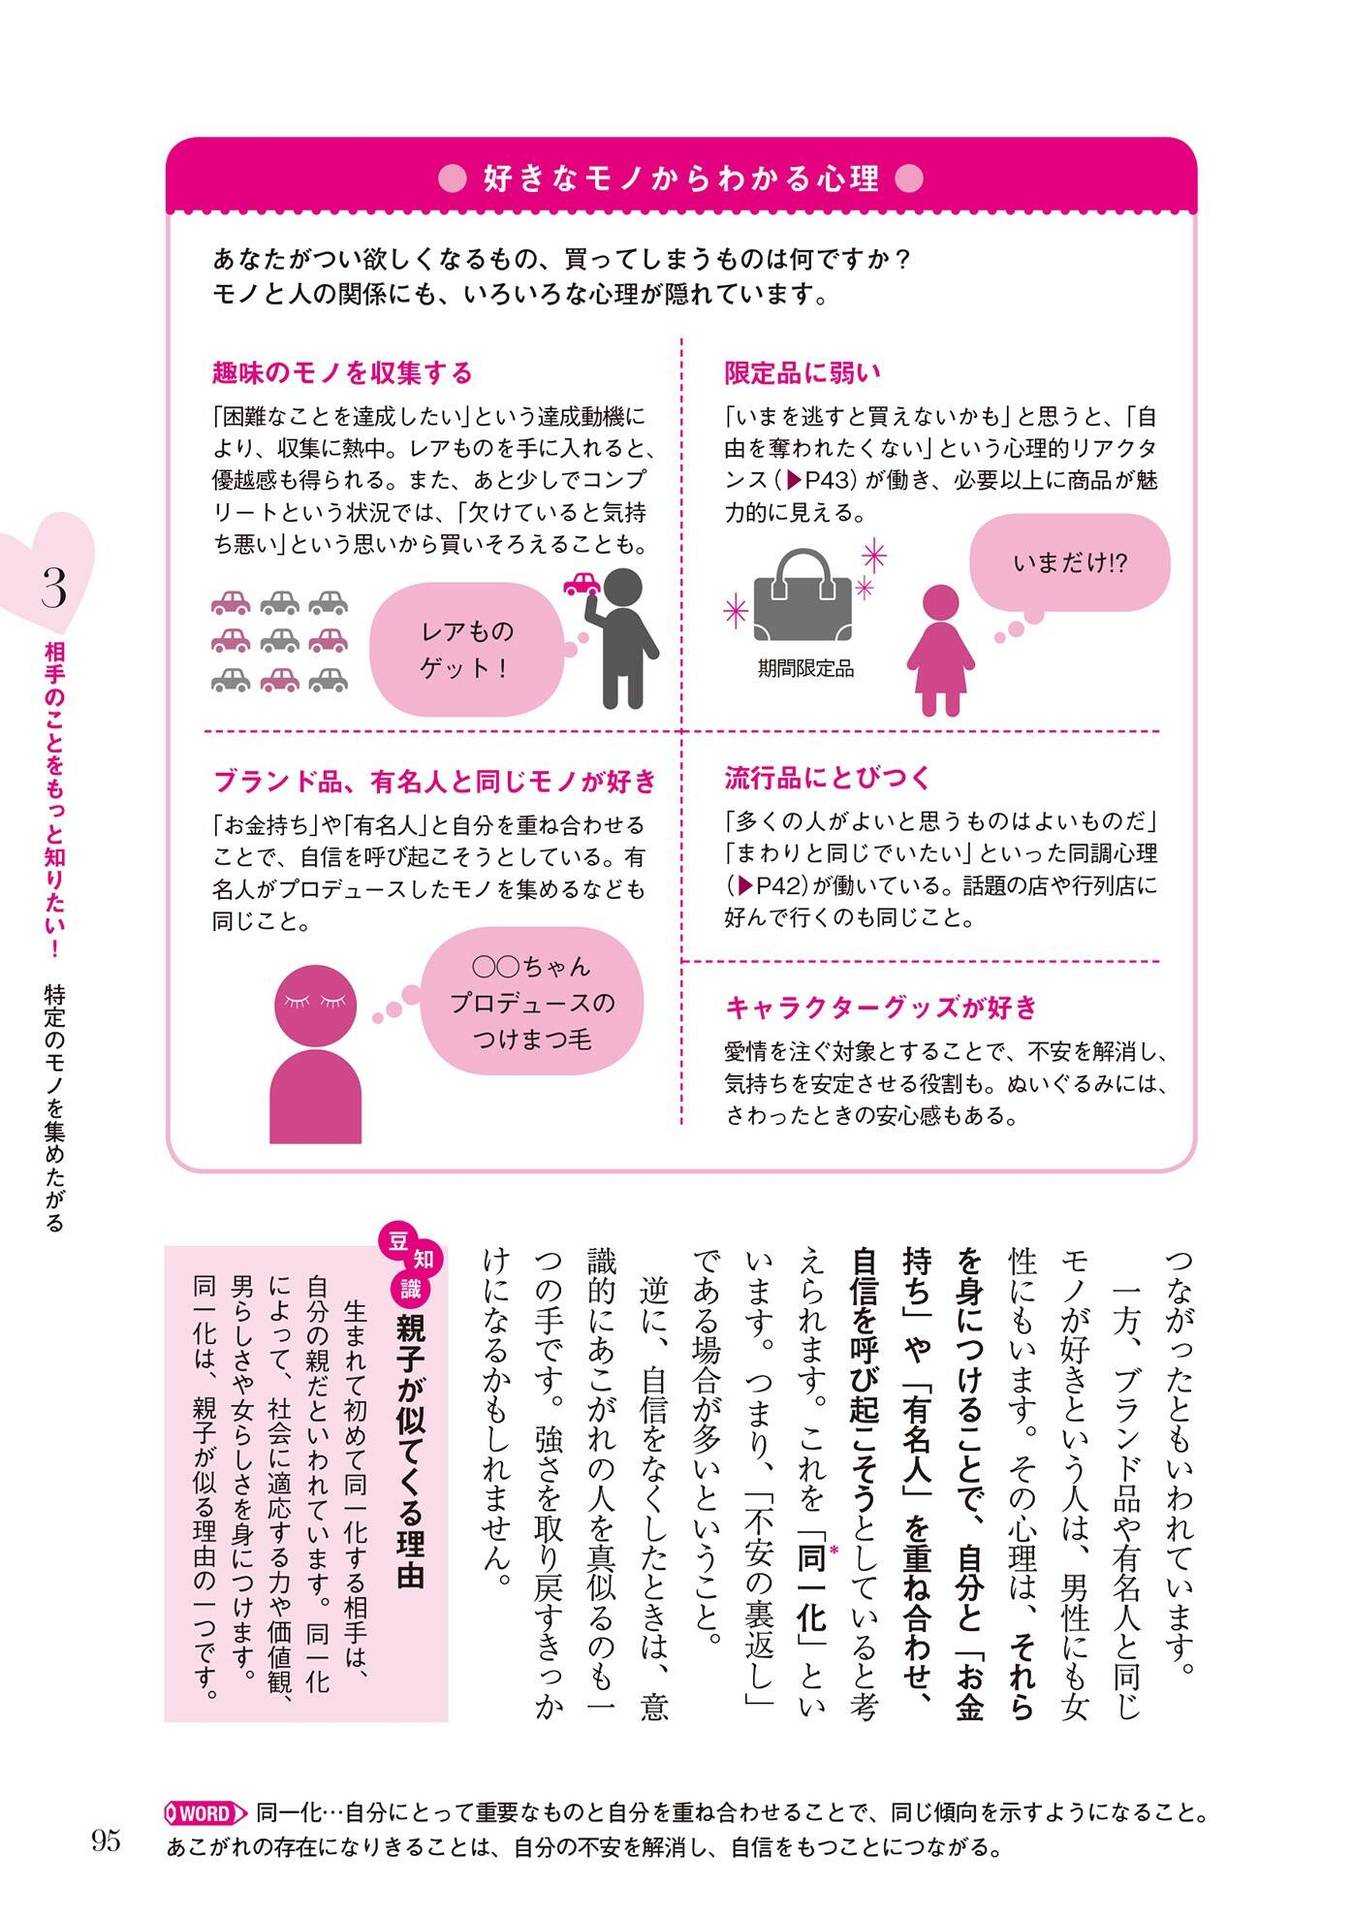 好きなモノからわかる心理
あなたがつい欲しくなるもの、買ってしまうものは何ですか？
モノと人の関係にも、いろいろな心理が隠れています。
趣味のモノを収集する
「困難なことを達成したい」という達成動機に
より、収集に熱中。レアものを手に入れると、
優越感も得られる。また、あと少しでコンプ
リートという状況では、「欠けていると気持
ち悪い」という思いから買いそろえることも。
レアもの
ゲット！
限定品に弱い
「いまを逃すと買えないかも」と思うと、「自
由を奪われたくない」という心理的リアクタ
ンス（▶P43）が働き、必要以上に商品が魅
力的に見える。
いまだけ!?
期間限定品
ブランド品、有名人と同じモノが好き
「お金持ち」や「有名人」と自分を重ね合わせる
ことで、自信を呼び起こそうとしている。有
名人がプロデュースしたモノを集めるなども
同じこと。
〇〇ちゃん
プロデュースの
つけまつ毛
流行品にとびつく
「多くの人がよいと思うものはよいものだ」
「まわりと同じでいたい」といった同調心理
（▶P42）が働いている。話題の店や行列店に
好んで行くのも同じこと。
キャラクターグッズが好き
愛情を注ぐ対象とすることで、不安を解消し、
気持ちを安定させる役割も。ぬいぐるみには、
さわったときの安心感もある。
3
相手のことをもっと知りたい！　特定のモノを集めたがる
つながったともいわれています。
一方、ブランド品や有名人と同じ
モノが好きという人は、男性にも女
性にもいます。その心理は、それら
を身につけることで、自分と「お金
持ち」や「有名人」を重ね合わせ、
自信を呼び起こそうとしていると考
えられます。これを「同一化*」とい
います。つまり、「不安の裏返し」
である場合が多いということ。
逆に、自信をなくしたときは、意
識的にあこがれの人を真似るのも一
つの手です。強さを取り戻すきっか
けになるかもしれません。
豆知識
親子が似てくる理由
生まれて初めて同一化する相手は、
自分の親だといわれています。同一化
によって、社会に適応する力や価値観、
男らしさや女らしさを身につけます。
同一化は、親子が似る理由の一つです。
WORD 同一化…自分にとって重要なものと自分を重ね合わせることで、同じ傾向を示すようになること。
あこがれの存在になりきることは、自分の不安を解消し、自信をもつことにつながる。
95